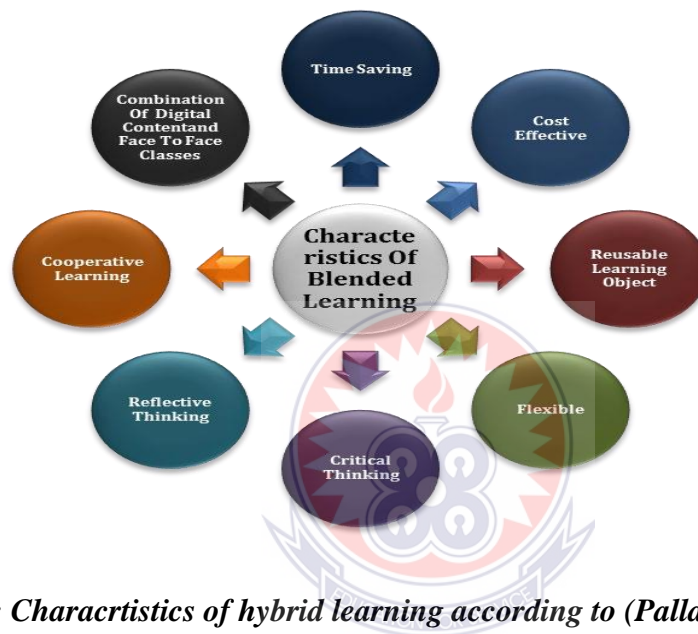 Time Saving
Cost
Effective
Reusable
Learning
Object
Flexible
Critical
Thinking
Reflective
Thinking
Cooperative
Learning
Combination
Of Digital
Contentand
Face To Face
Classes
Characte
ristics Of
Blended
Learning
Characrtistics of hybrid learning according to